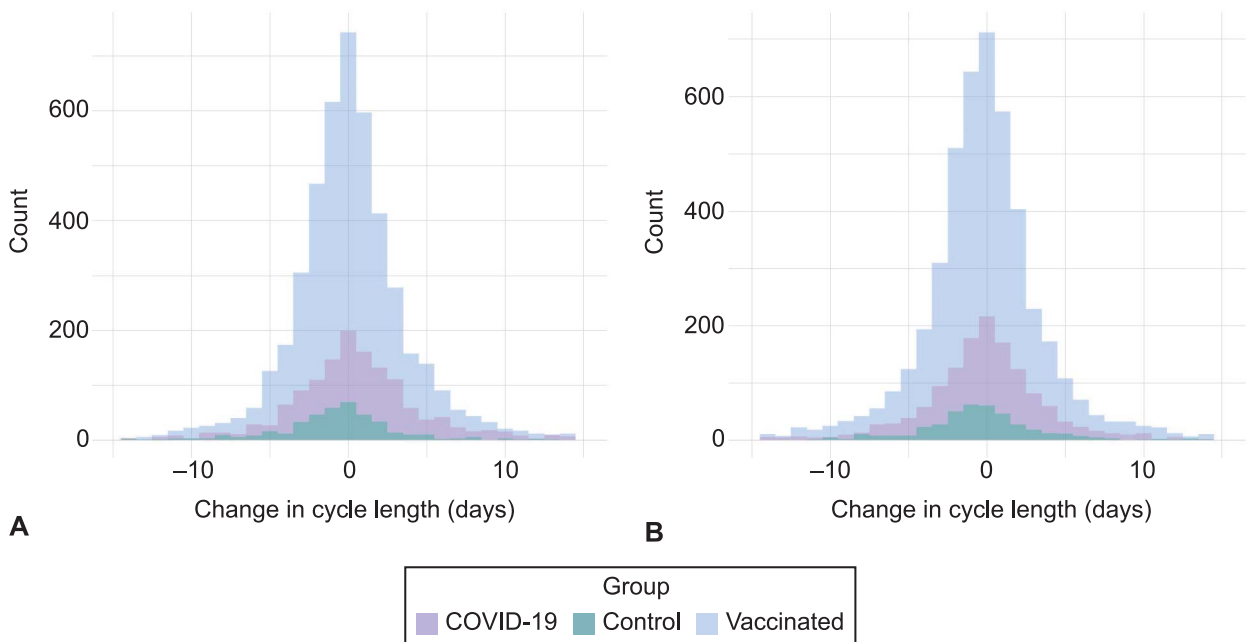 Count
600
400
200
0
−10 0 10
Change in cycle length (days)
A
Count
600
400
200
0
−10 0 10
Change in cycle length (days)
B
Group
COVID-19 Control Vaccinated